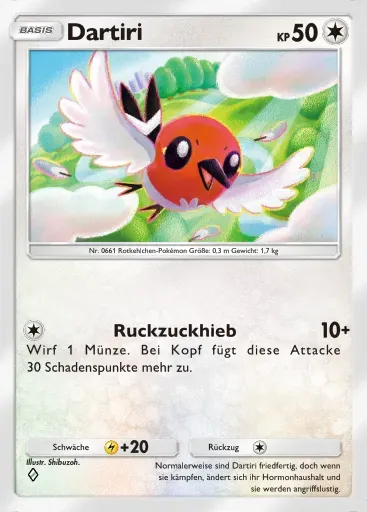 BASIS Dartiri KP 50
Nr. 0661 Rotkehlchen-Pokémon Größe: 0,3 m Gewicht: 1,7 kg
Ruckzuckhieb 10+
Wirf 1 Münze. Bei Kopf fügt diese Attacke
30 Schadenspunkte mehr zu.
Schwäche +20 Rückzug
Illustr. Shibuzoh.
Normalerweise sind Dartiri friedfertig, doch wenn
sie kämpfen, ändert sich ihr Hormonhaushalt und
sie werden angriffslustig.